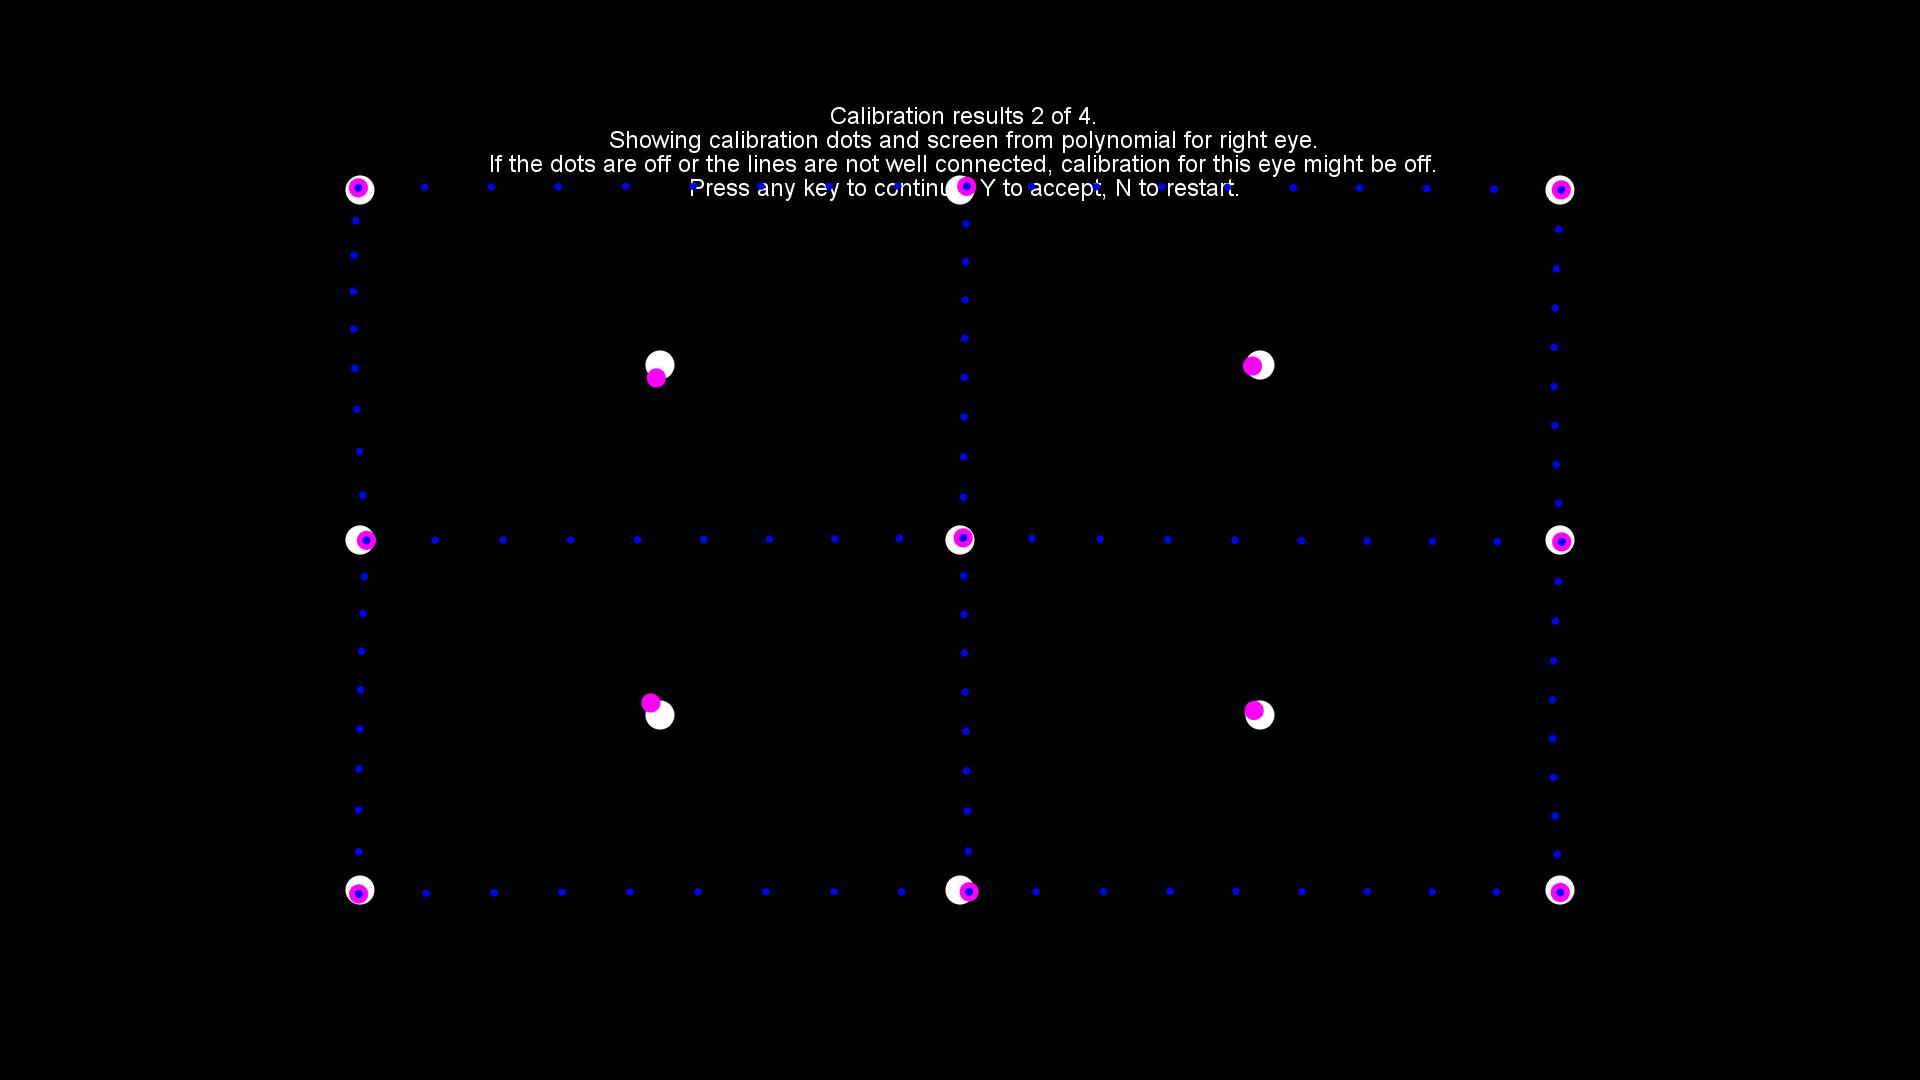 Calibration results 2 of 4.
Showing calibration dots and screen from polynomial for right eye.
If the dots are off or the lines are not well connected, calibration for this eye might be off.
Press any key to continue, Y to accept, N to restart.